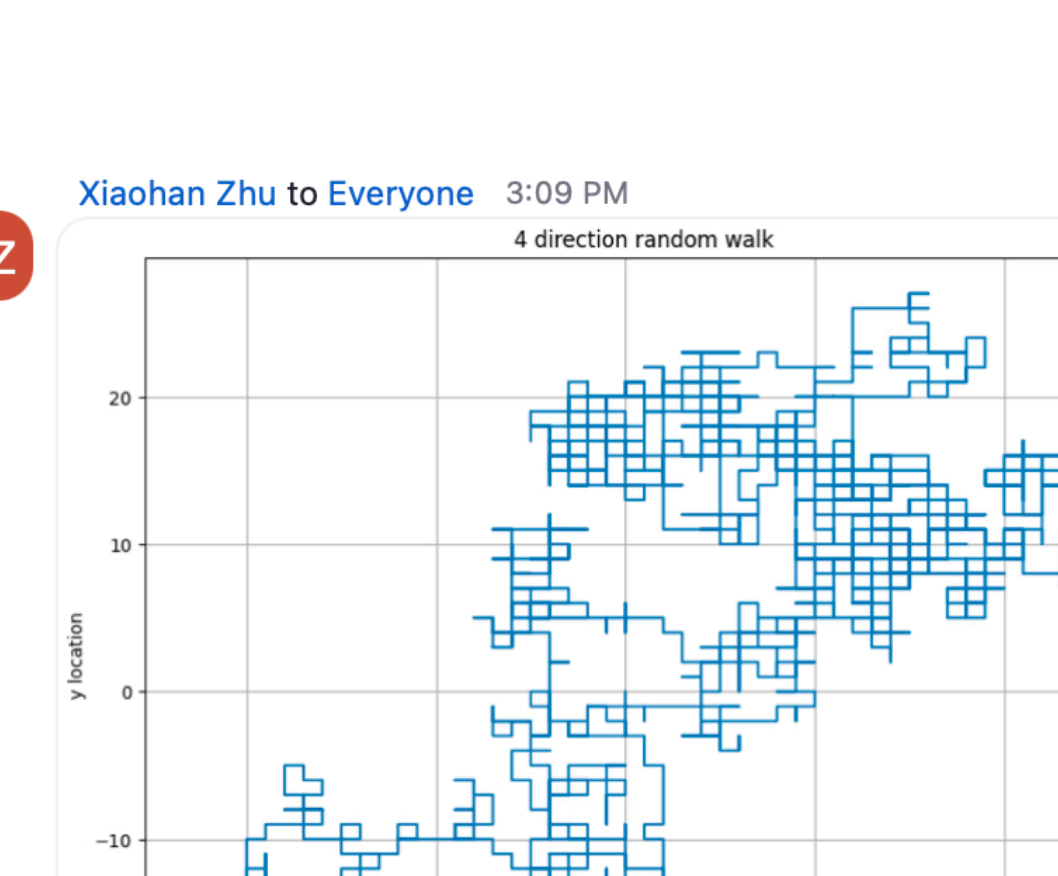 Xiaohan Zhu to Everyone 3:09 PM
Z
4 direction random walk
20
10
y location
0
−10